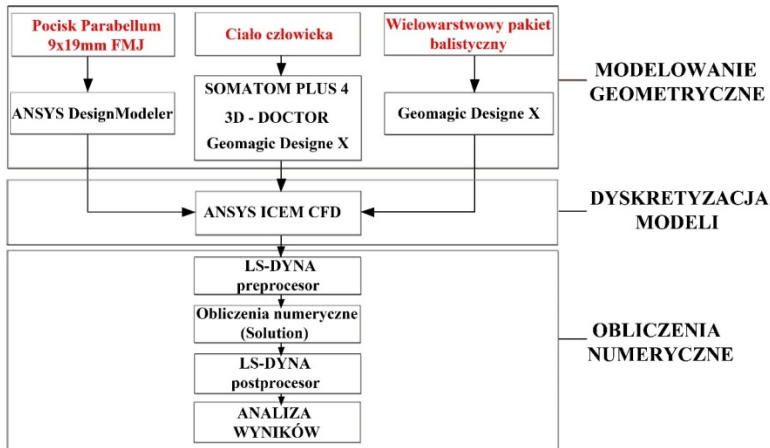 Pocisk Parabellum
9x19mm FMJ
Ciało człowieka
Wielowarstwowy pakiet
balistyczny
ANSYS DesignModeler
SOMATOM PLUS 4
3D - DOCTOR
Geomagic Designe X
Geomagic Designe X
MODELOWANIE
GEOMETRYCZNE
ANSYS ICEM CFD
DYSKRETYZACJA
MODELI
LS-DYNA
preprocesor
Obliczenia numeryczne
(Solution)
LS-DYNA
postprocesor
ANALIZA
WYNIKÓW
OBLICZENIA
NUMERYCZNE